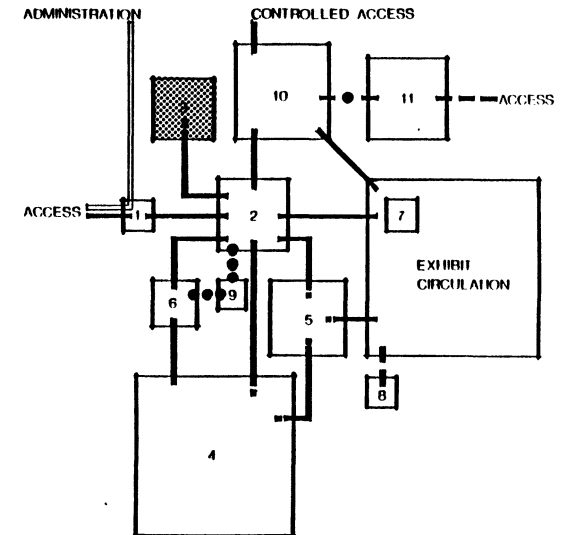 ADMINISTRATION
CONTROLLED ACCESS
10
11
ACCESS
ACCESS
1
2
7
EXHIBIT
CIRCULATION
6
9
5
8
4